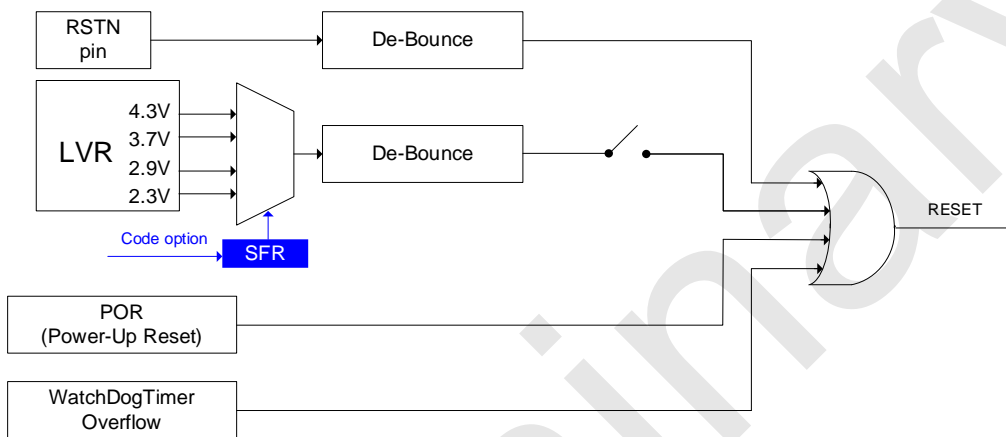 RSTN
pin
De-Bounce
LVR
4.3V
3.7V
2.9V
2.3V
De-Bounce
Code option
SFR
RESET
POR
(Power-Up Reset)
WatchDogTimer
Overflow